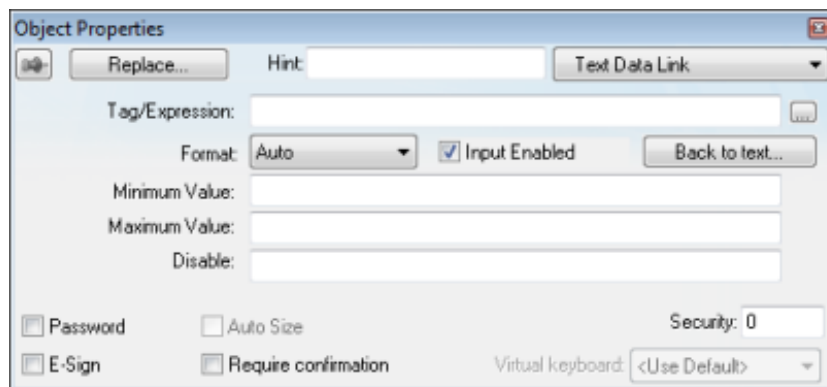 Object Properties
Replace... Hint: Text Data Link
Tag/Expression: ...
Format: Auto Input Enabled Back to text...
Minimum Value:
Maximum Value:
Disable:
Password Auto Size Security: 0
E-Sign Require confirmation Virtual keyboard: <Use Default>